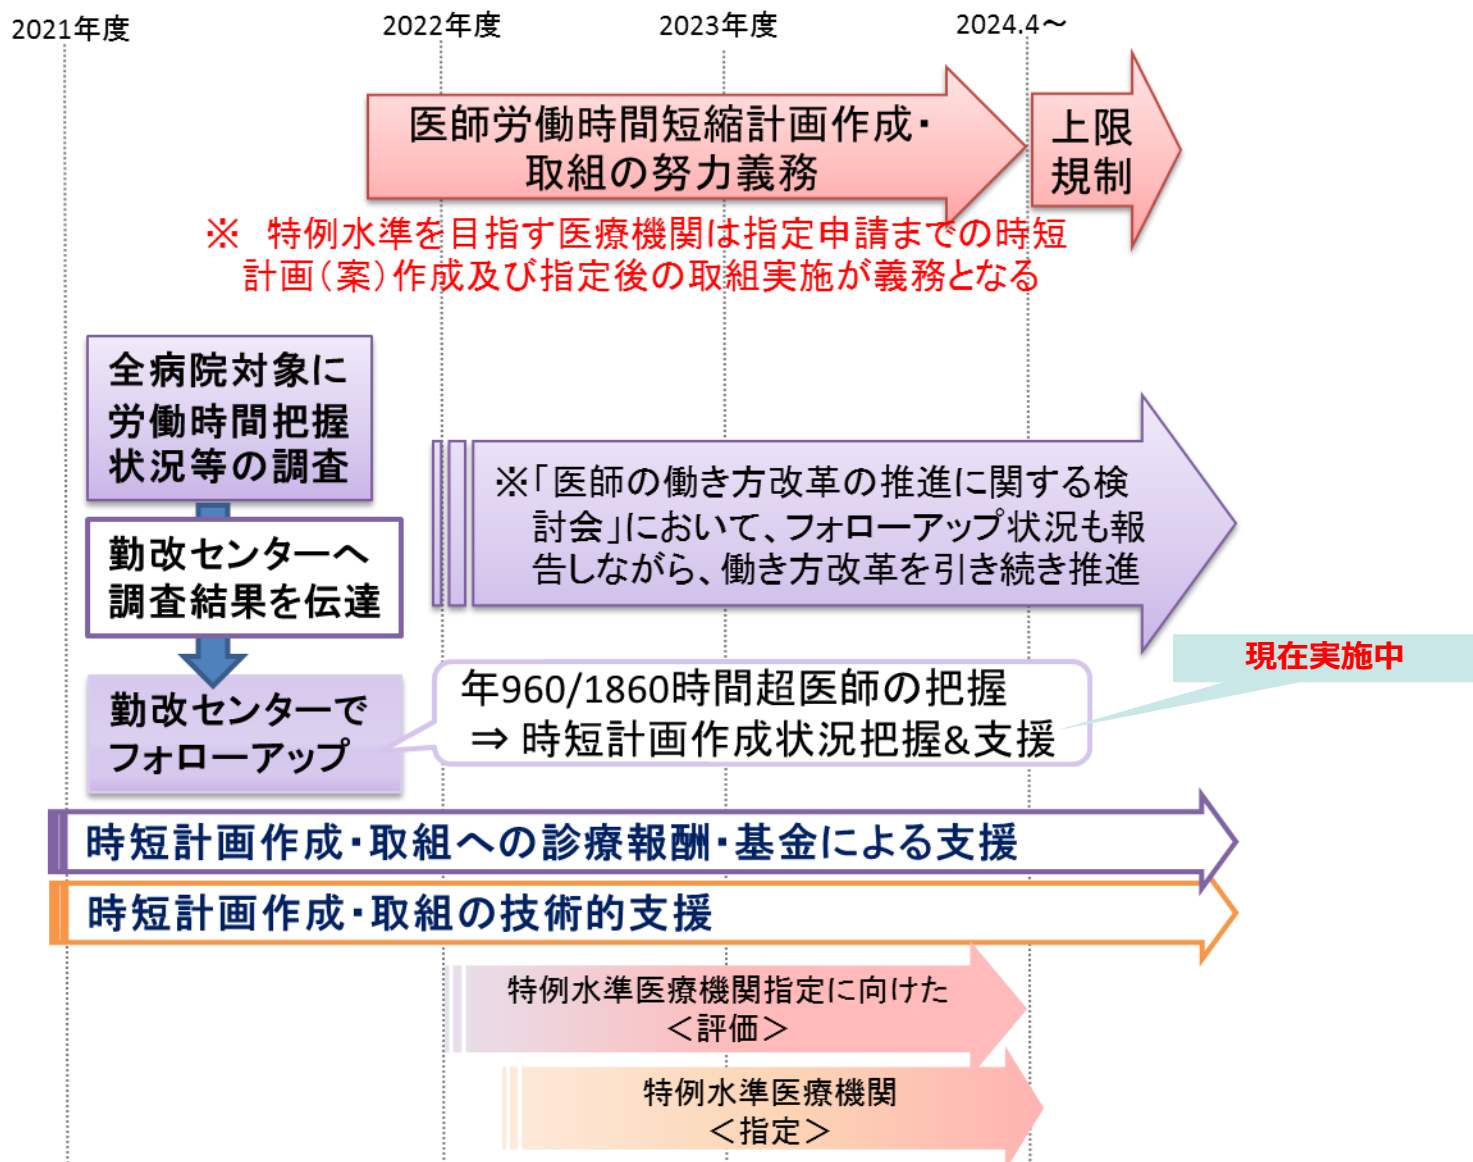 2021年度
2022年度
2023年度
2024.4～
医師労働時間短縮計画作成・
取組の努力義務
上限
規制
※　特例水準を目指す医療機関は指定申請までの時短
計画（案）作成及び指定後の取組実施が義務となる
全病院対象に
労働時間把握
状況等の調査
※「医師の働き方改革の推進に関する検
討会」において、フォローアップ状況も報
告しながら、働き方改革を引き続き推進
勤改センターへ
調査結果を伝達
現在実施中
勤改センターで
フォローアップ
年960/1860時間超医師の把握
⇒ 時短計画作成状況把握&支援
時短計画作成・取組への診療報酬・基金による支援
時短計画作成・取組の技術的支援
特例水準医療機関指定に向けた
＜評価＞
特例水準医療機関
＜指定＞